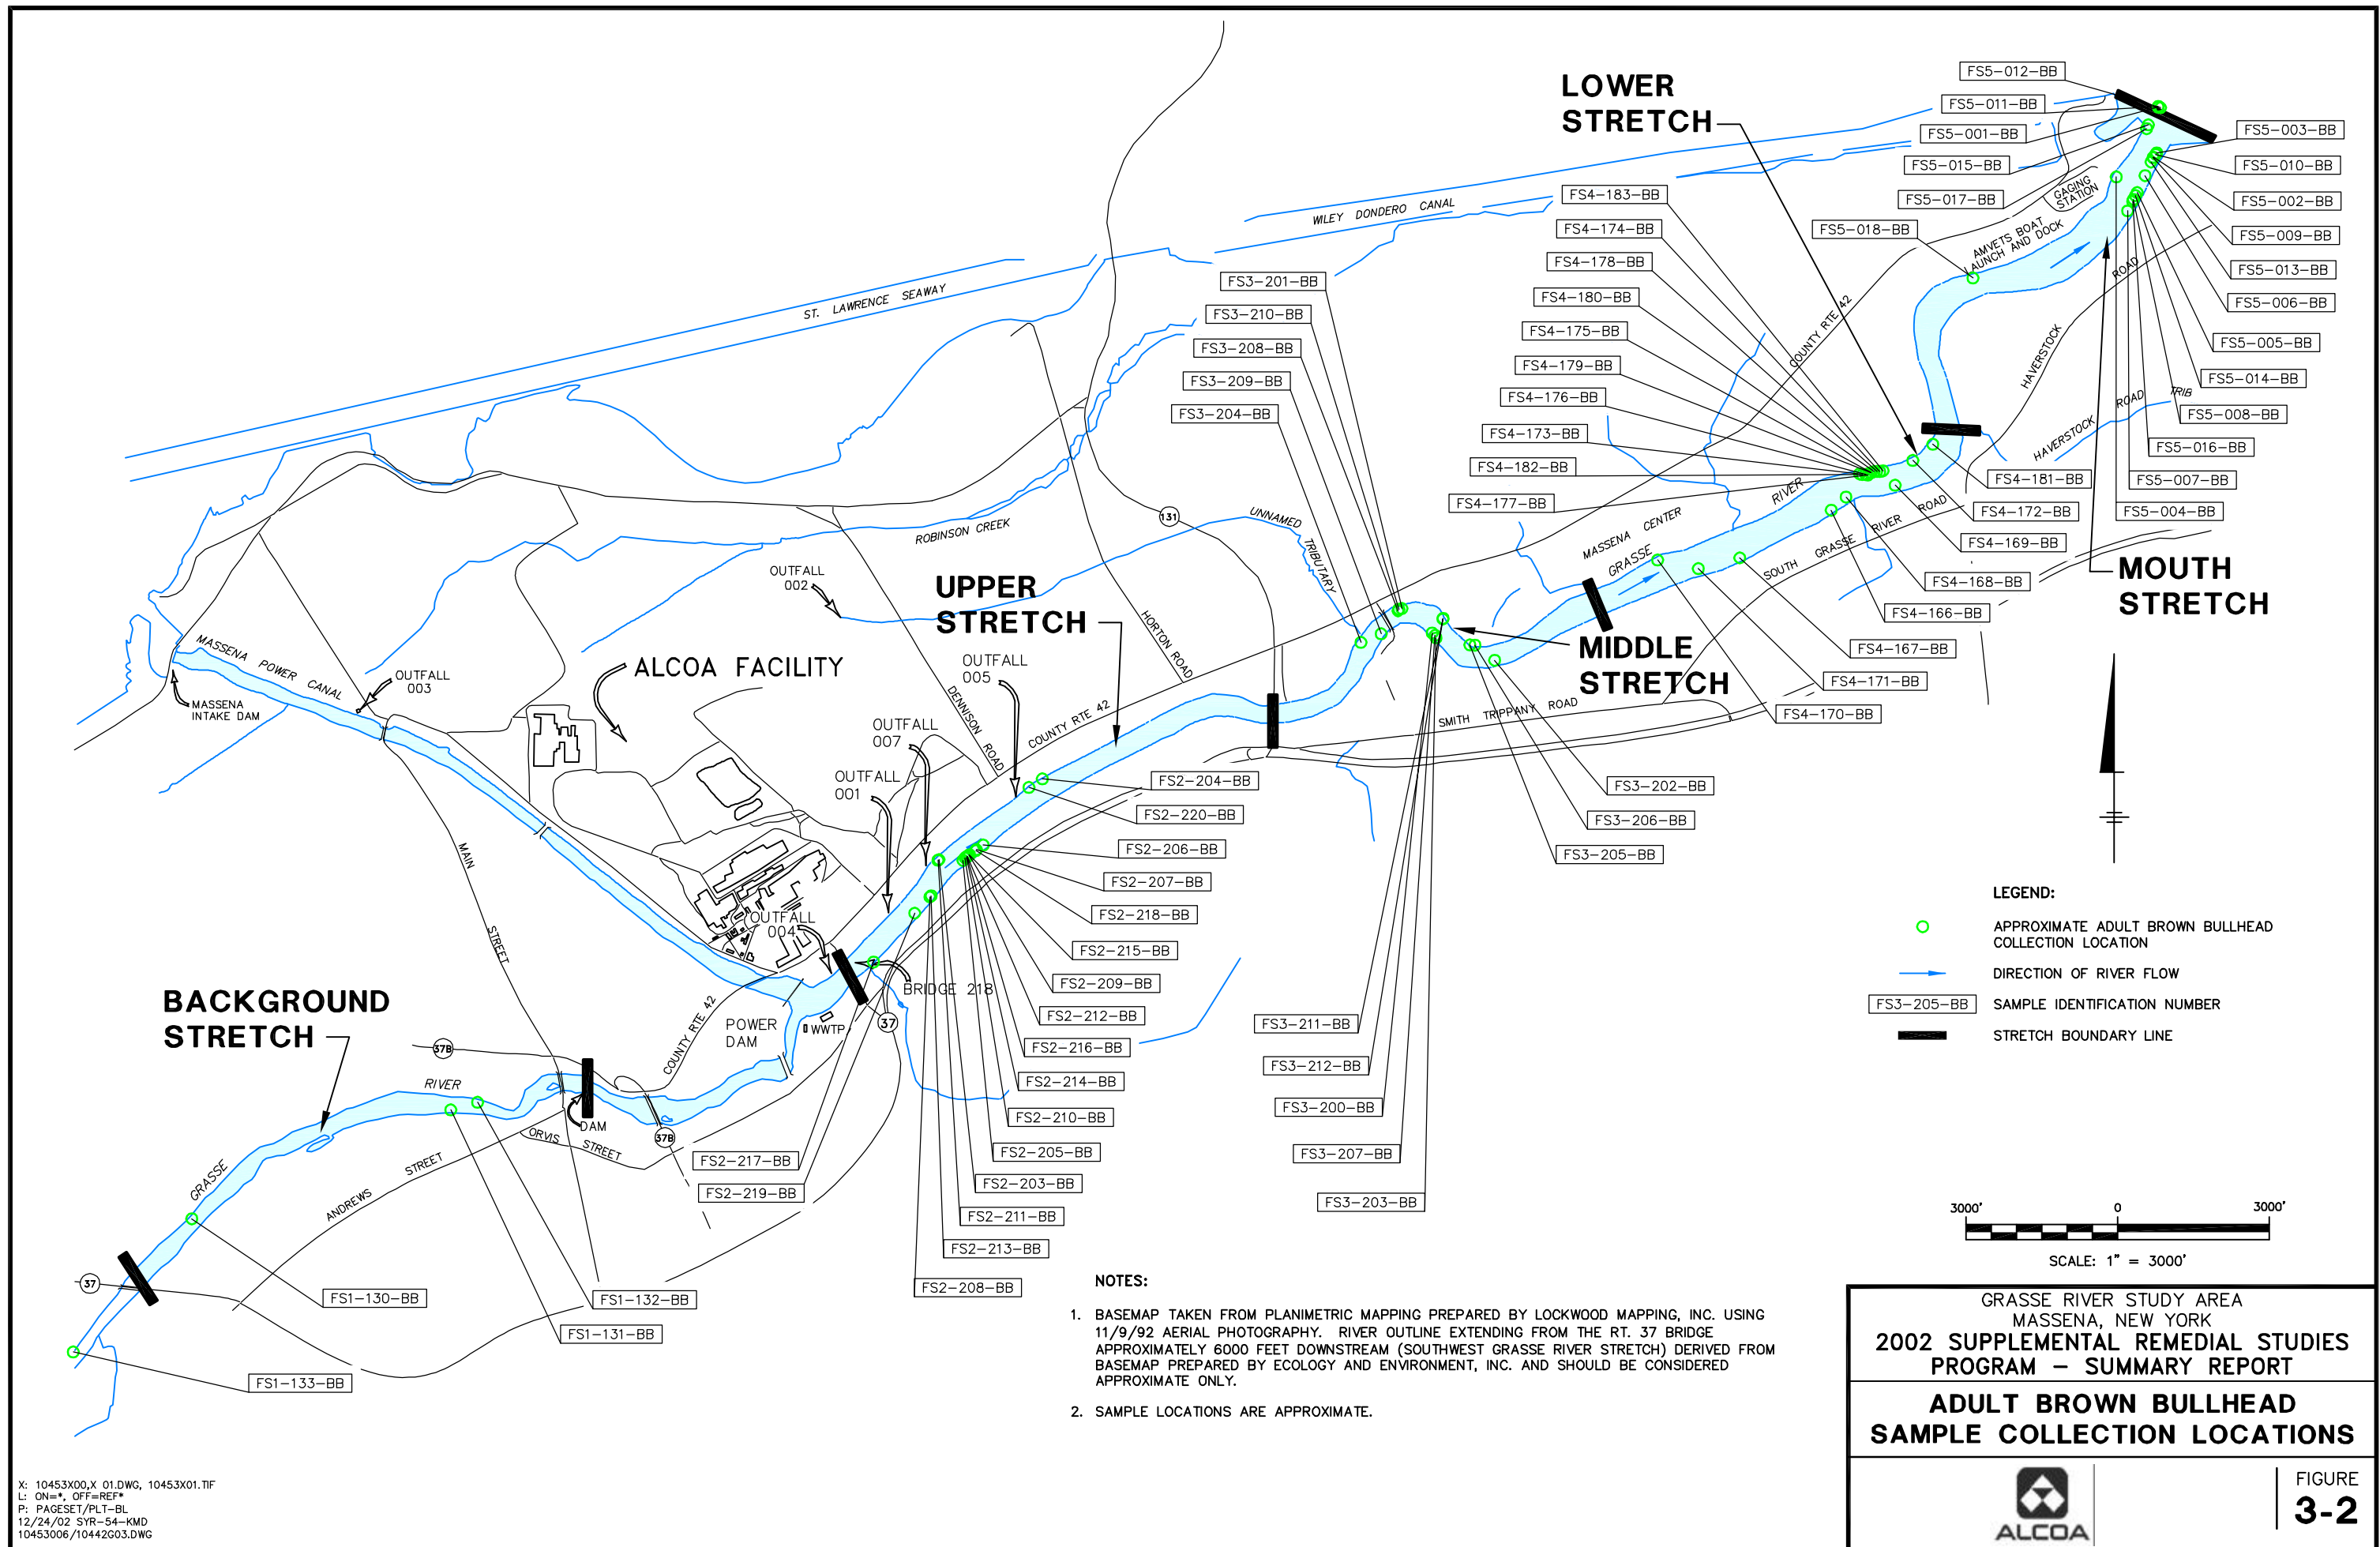 LOWER
STRETCH
FS5-012-BB
FS5-011-BB
FS5-001-BB
FS5-015-BB
FS5-017-BB
FS5-018-BB
FS5-003-BB
FS5-010-BB
FS5-002-BB
FS5-009-BB
FS5-013-BB
FS5-006-BB
FS5-005-BB
FS5-014-BB
FS5-008-BB
FS5-016-BB
FS5-007-BB
FS5-004-BB
GAGING
STATION
AMVETS BOAT
LAUNCH AND DOCK
WILEY DONDERO CANAL
ST. LAWRENCE SEAWAY
FS4-183-BB
FS4-174-BB
FS4-178-BB
FS4-180-BB
FS4-175-BB
FS4-179-BB
FS4-176-BB
FS4-173-BB
FS4-182-BB
FS4-177-BB
FS3-201-BB
FS3-210-BB
FS3-208-BB
FS3-209-BB
FS3-204-BB
COUNTY RTE 42
HAVERSTOCK ROAD
HAVERSTOCK ROAD TRIB
FS4-181-BB
FS4-172-BB
FS4-169-BB
FS4-168-BB
FS4-166-BB
FS4-167-BB
FS4-171-BB
FS4-170-BB
MASSENA CENTER
GRASSE RIVER
SOUTH GRASSE RIVER ROAD
MOUTH
STRETCH
131
UNNAMED TRIBUTARY
ROBINSON CREEK
OUTFALL
002
UPPER
STRETCH
HORTON ROAD
MIDDLE
STRETCH
SMITH TRIPPANY ROAD
MASSENA POWER CANAL
MASSENA
INTAKE DAM
OUTFALL
003
ALCOA FACILITY
OUTFALL
005
DENNISON ROAD
COUNTY RTE 42
OUTFALL
007
OUTFALL
001
OUTFALL
004
MAIN STREET
FS2-204-BB
FS2-220-BB
FS2-206-BB
FS2-207-BB
FS2-218-BB
FS2-215-BB
FS2-209-BB
FS2-212-BB
FS2-216-BB
FS2-214-BB
FS2-210-BB
FS2-205-BB
FS2-203-BB
FS2-211-BB
FS2-213-BB
FS2-208-BB
FS2-217-BB
FS2-219-BB
FS3-202-BB
FS3-206-BB
FS3-205-BB
FS3-211-BB
FS3-212-BB
FS3-200-BB
FS3-207-BB
FS3-203-BB
BRIDGE 218
37
WWTP
POWER
DAM
COUNTY RTE 42
BACKGROUND
STRETCH
37B
RIVER
GRASSE
DAM
37B
ORVIS STREET
ANDREWS STREET
37
FS1-130-BB
FS1-132-BB
FS1-131-BB
FS1-133-BB
LEGEND:
APPROXIMATE ADULT BROWN BULLHEAD
COLLECTION LOCATION
DIRECTION OF RIVER FLOW
FS3-205-BB SAMPLE IDENTIFICATION NUMBER
STRETCH BOUNDARY LINE
3000' 0 3000'
SCALE: 1" = 3000'
NOTES:
1. BASEMAP TAKEN FROM PLANIMETRIC MAPPING PREPARED BY LOCKWOOD MAPPING, INC. USING
11/9/92 AERIAL PHOTOGRAPHY. RIVER OUTLINE EXTENDING FROM THE RT. 37 BRIDGE
APPROXIMATELY 6000 FEET DOWNSTREAM (SOUTHWEST GRASSE RIVER STRETCH) DERIVED FROM
BASEMAP PREPARED BY ECOLOGY AND ENVIRONMENT, INC. AND SHOULD BE CONSIDERED
APPROXIMATE ONLY.
2. SAMPLE LOCATIONS ARE APPROXIMATE.
GRASSE RIVER STUDY AREA
MASSENA, NEW YORK
2002 SUPPLEMENTAL REMEDIAL STUDIES
PROGRAM – SUMMARY REPORT
ADULT BROWN BULLHEAD
SAMPLE COLLECTION LOCATIONS
ALCOA
FIGURE
3-2
X: 10453X00,X 01.DWG, 10453X01.TIF
L: ON=*, OFF=REF*
P: PAGESET/PLT-BL
12/24/02 SYR-54-KMD
10453006/10442G03.DWG